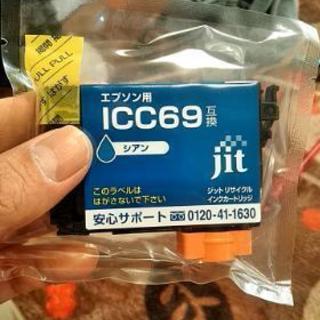 PULL PULL
エプソン用
ICC69 互換
シアン
jit
このラベルは
はがさないで下さい
ジット リサイクル
インクカートリッジ
安心サポート 0120-41-1630